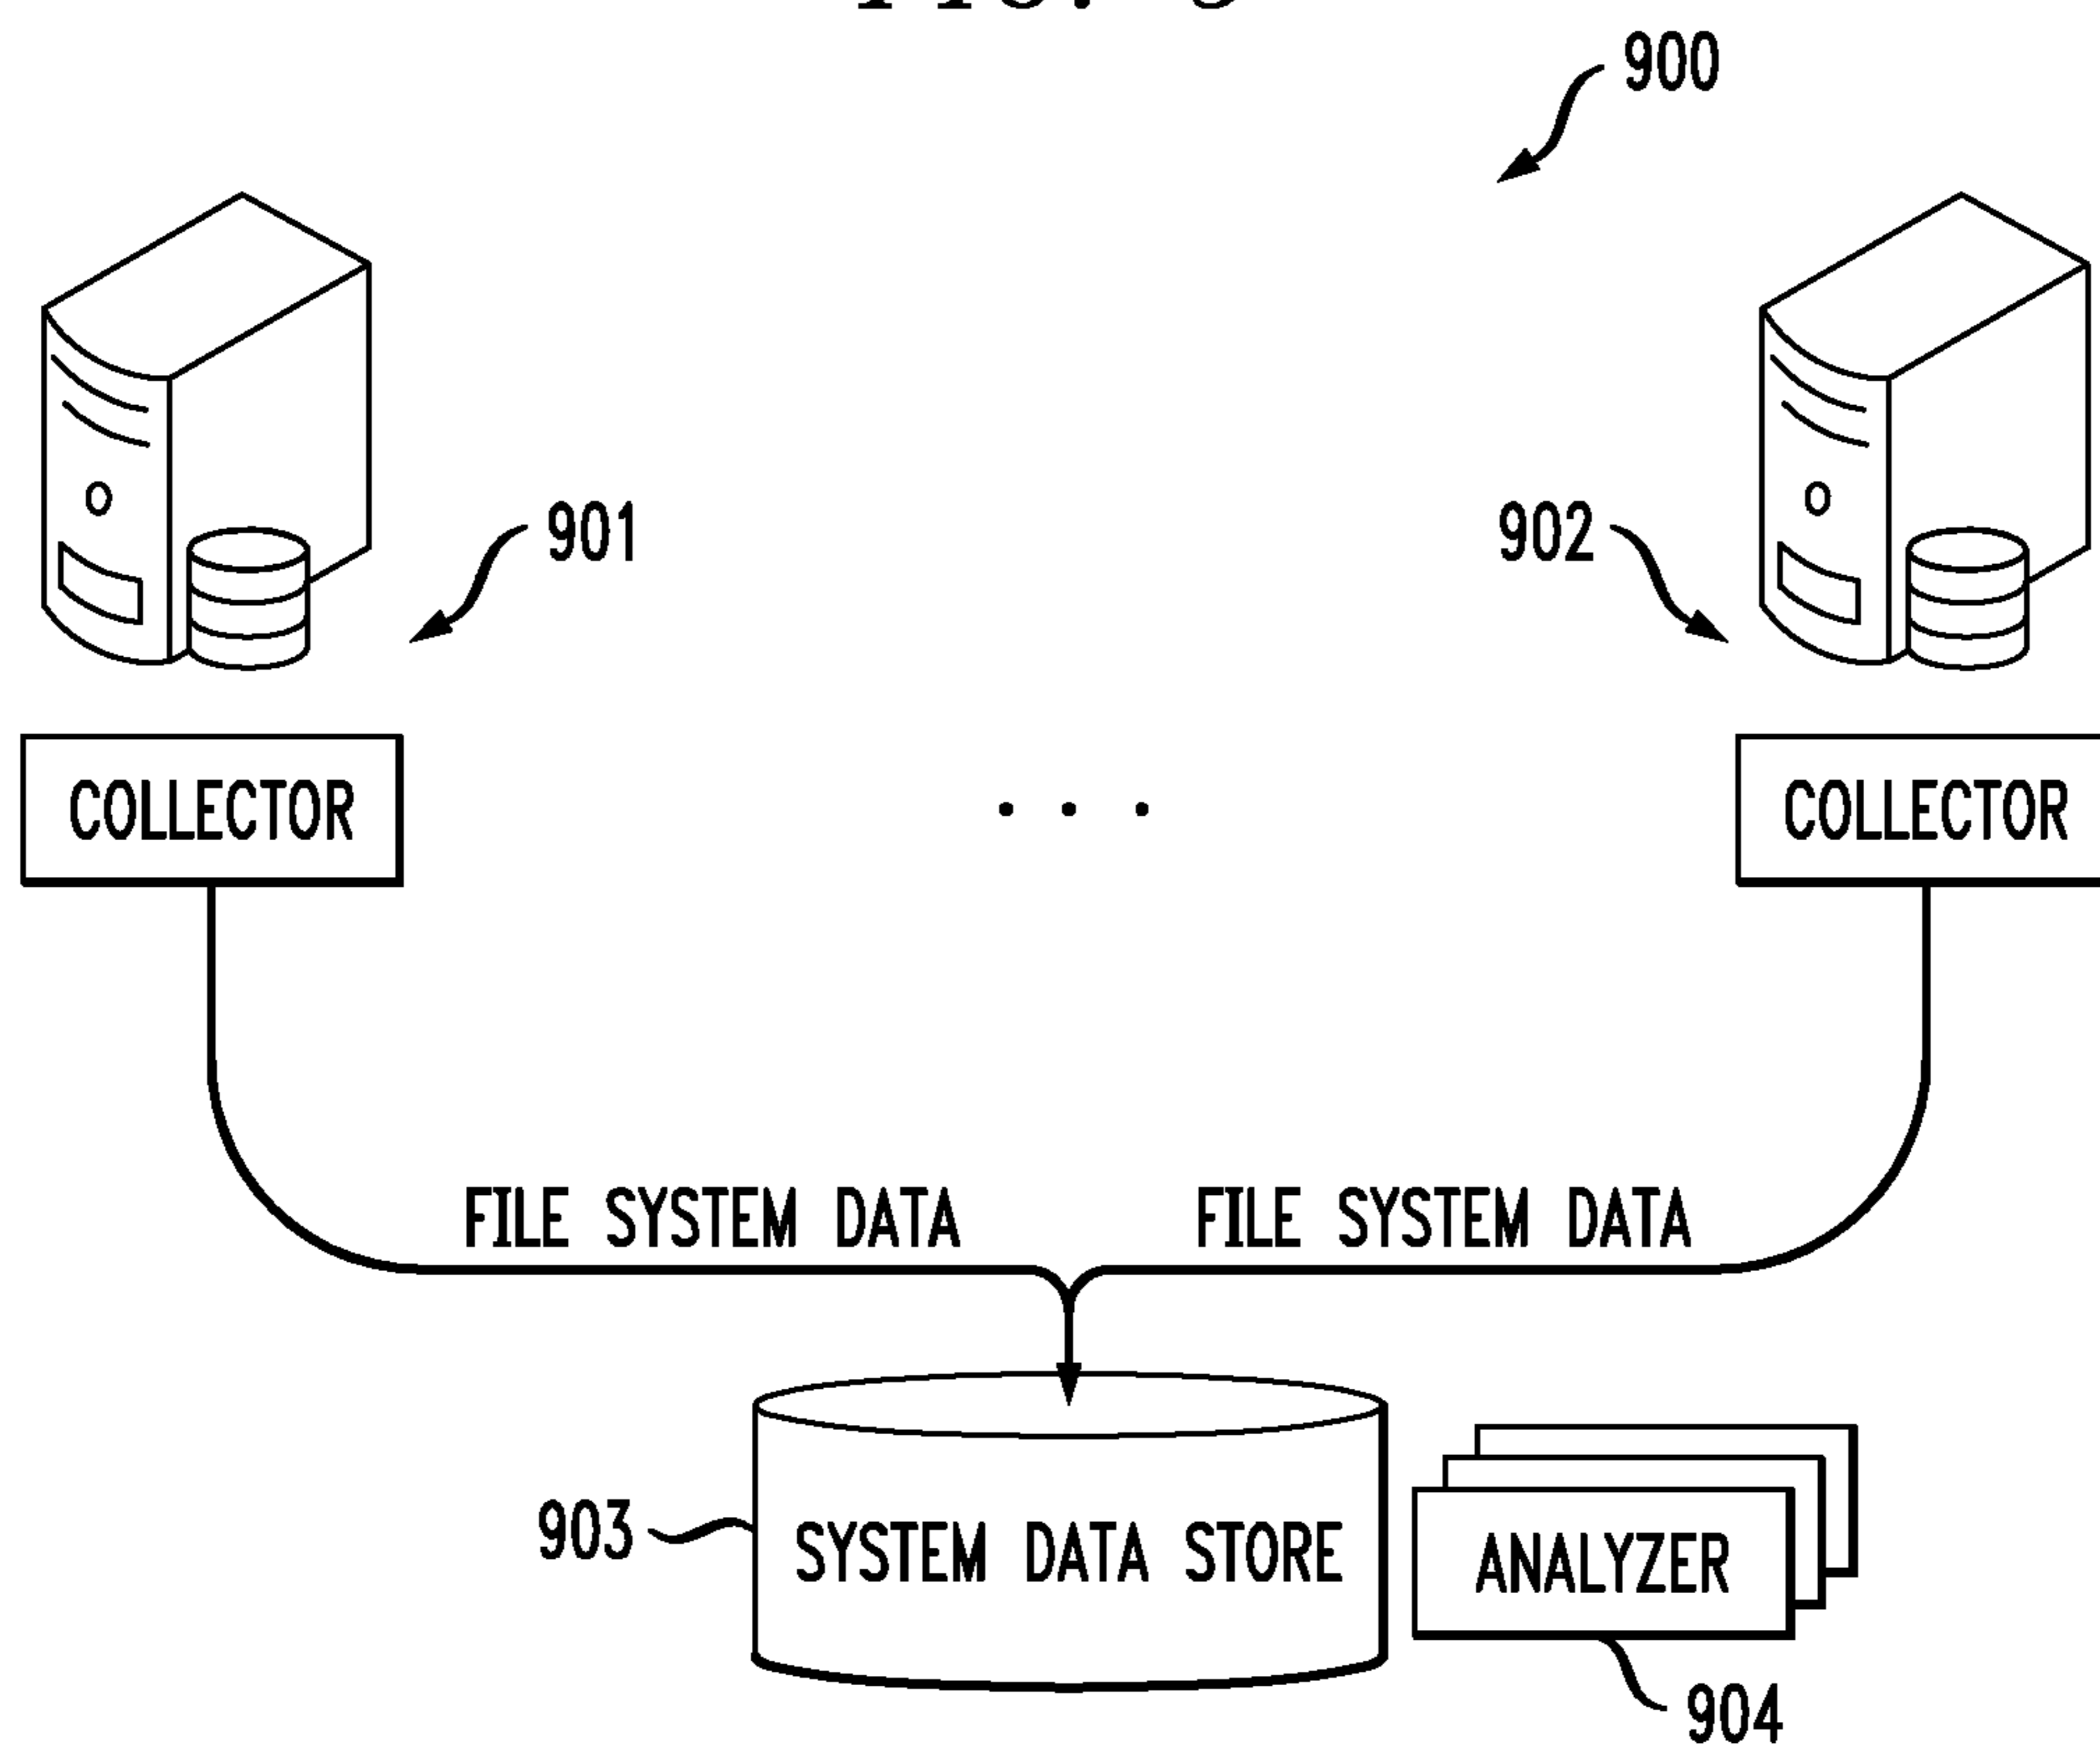 900
901
902
COLLECTOR
. . .
COLLECTOR
FILE SYSTEM DATA
FILE SYSTEM DATA
903
SYSTEM DATA STORE
ANALYZER
904